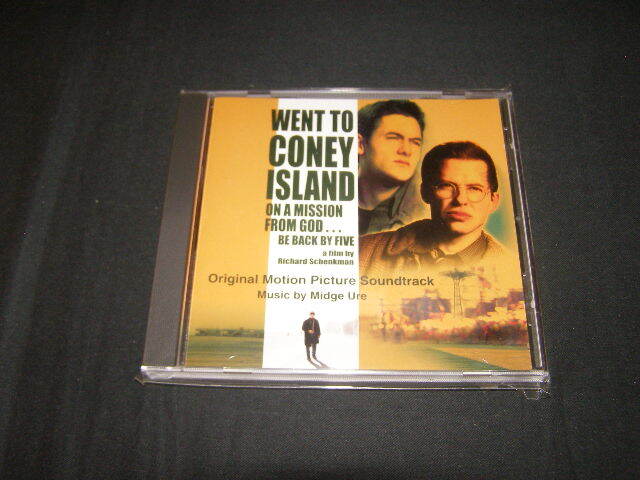 WENT TO
CONEY
ISLAND
ON A MISSION
FROM GOD...
BE BACK BY FIVE
a film by
Richard Schenkman
Original Motion Picture Soundtrack
Music by Midge Ure